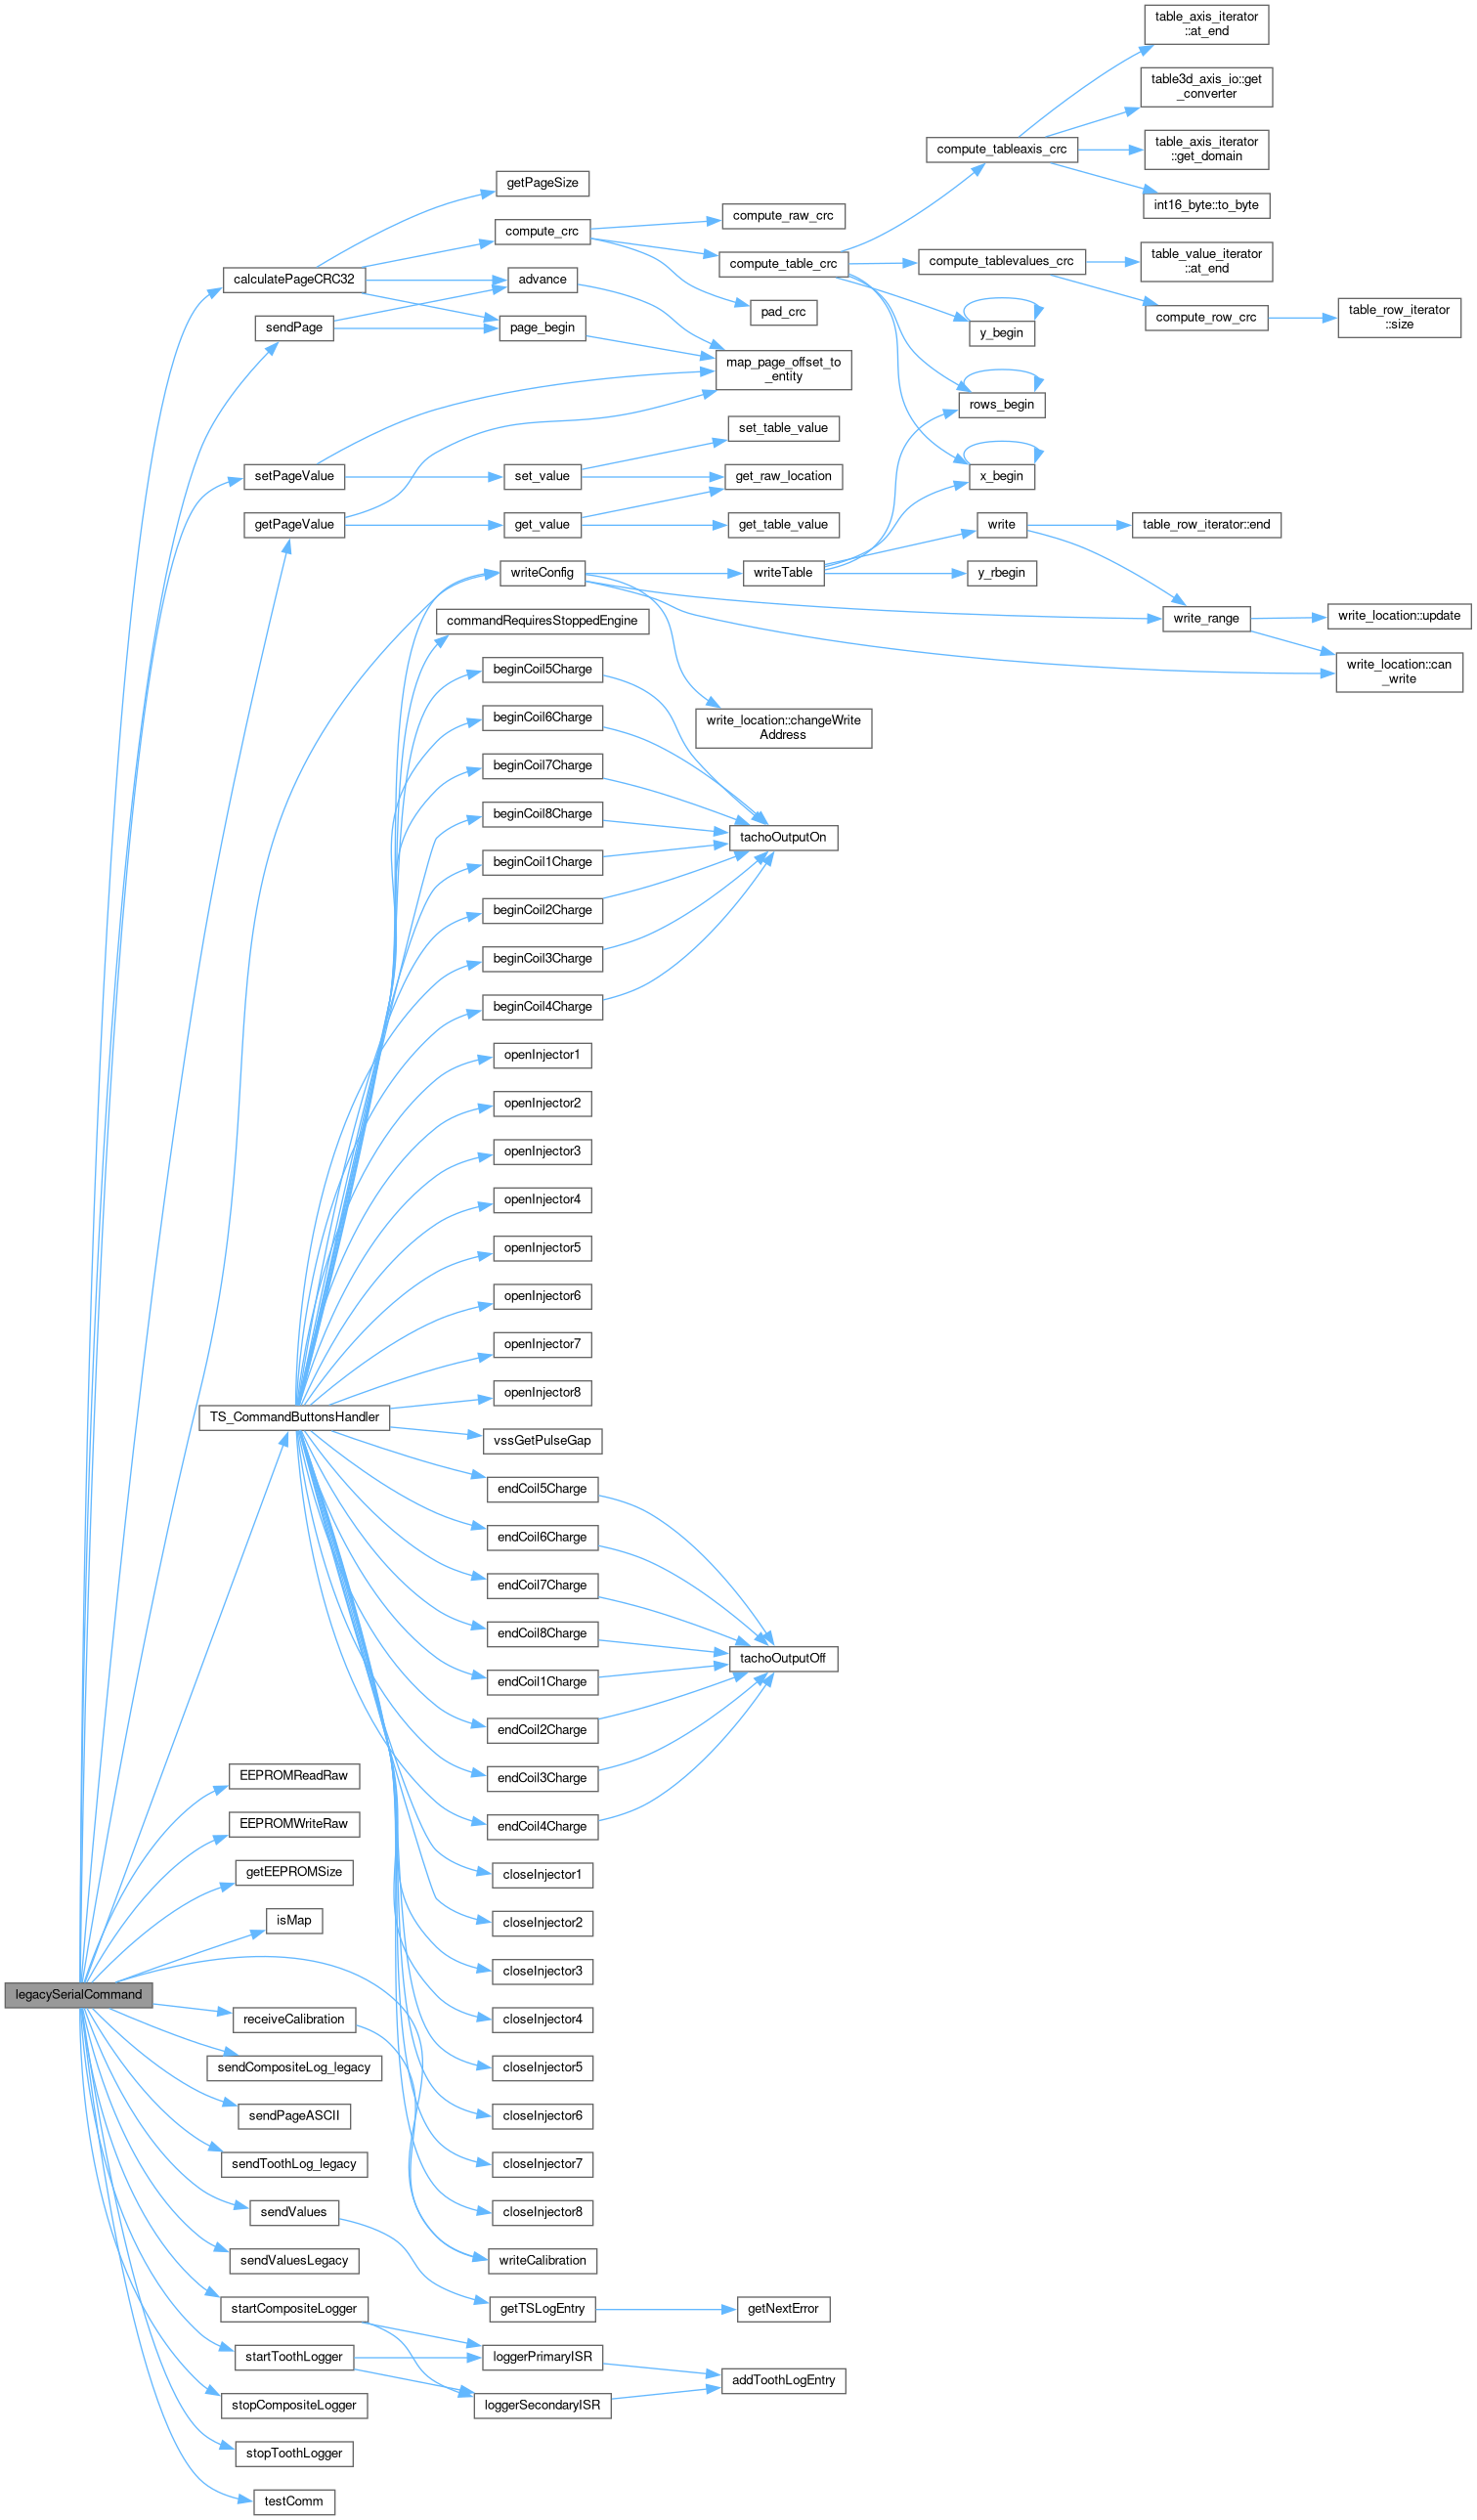 table_axis_iterator
::at_end
table3d_axis_io::get
_converter
compute_tableaxis_crc
table_axis_iterator
::get_domain
getPageSize
int16_byte::to_byte
compute_raw_crc
compute_crc
compute_table_crc
compute_tablevalues_crc
table_value_iterator
::at_end
calculatePageCRC32
advance
pad_crc
compute_row_crc
table_row_iterator
::size
sendPage
page_begin
y_begin
map_page_offset_to
_entity
rows_begin
set_table_value
setPageValue
set_value
get_raw_location
x_begin
getPageValue
get_value
get_table_value
write
table_row_iterator::end
writeConfig
writeTable
y_rbegin
commandRequiresStoppedEngine
write_range
write_location::update
beginCoil5Charge
write_location::can
_write
beginCoil6Charge
write_location::changeWrite
Address
beginCoil7Charge
beginCoil8Charge
tachoOutputOn
beginCoil1Charge
beginCoil2Charge
beginCoil3Charge
beginCoil4Charge
openInjector1
openInjector2
openInjector3
openInjector4
openInjector5
openInjector6
openInjector7
openInjector8
TS_CommandButtonsHandler
vssGetPulseGap
endCoil5Charge
endCoil6Charge
endCoil7Charge
endCoil8Charge
tachoOutputOff
endCoil1Charge
endCoil2Charge
EEPROMReadRaw
endCoil3Charge
EEPROMWriteRaw
endCoil4Charge
getEEPROMSize
closeInjector1
isMap
closeInjector2
closeInjector3
legacySerialCommand
receiveCalibration
closeInjector4
sendCompositeLog_legacy
closeInjector5
sendPageASCII
closeInjector6
sendToothLog_legacy
closeInjector7
sendValues
closeInjector8
sendValuesLegacy
writeCalibration
startCompositeLogger
getTSLogEntry
getNextError
startToothLogger
loggerPrimaryISR
addToothLogEntry
stopCompositeLogger
loggerSecondaryISR
stopToothLogger
testComm